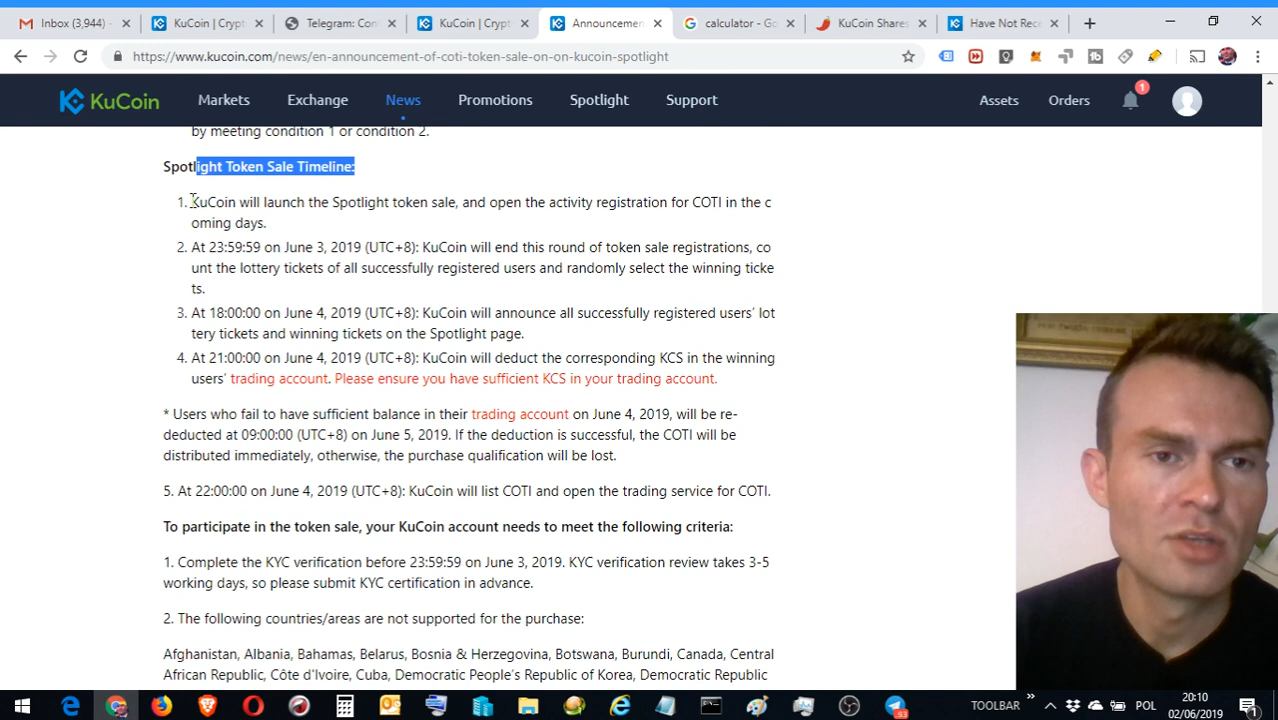 Inbox (3,944) -
KuCoin | Crypt
Telegram: Con
KuCoin | Crypt
Announcemen
calculator - Go
KuCoin Shares
Have Not Rece
https://www.kucoin.com/news/en-announcement-of-coti-token-sale-on-on-kucoin-spotlight
KuCoin
Markets
Exchange
News
Promotions
Spotlight
Support
Assets
Orders
1
by meeting condition 1 or condition 2.
Spotlight Token Sale Timeline:
1. KuCoin will launch the Spotlight token sale, and open the activity registration for COTI in the c
oming days.
2. At 23:59:59 on June 3, 2019 (UTC+8): KuCoin will end this round of token sale registrations, co
unt the lottery tickets of all successfully registered users and randomly select the winning ticke
ts.
3. At 18:00:00 on June 4, 2019 (UTC+8): KuCoin will announce all successfully registered users’ lot
tery tickets and winning tickets on the Spotlight page.
4. At 21:00:00 on June 4, 2019 (UTC+8): KuCoin will deduct the corresponding KCS in the winning
users’ trading account. Please ensure you have sufficient KCS in your trading account.
* Users who fail to have sufficient balance in their trading account on June 4, 2019, will be re-
deducted at 09:00:00 (UTC+8) on June 5, 2019. If the deduction is successful, the COTI will be
distributed immediately, otherwise, the purchase qualification will be lost.
5. At 22:00:00 on June 4, 2019 (UTC+8): KuCoin will list COTI and open the trading service for COTI.
To participate in the token sale, your KuCoin account needs to meet the following criteria:
1. Complete the KYC verification before 23:59:59 on June 3, 2019. KYC verification review takes 3-5
working days, so please submit KYC certification in advance.
2. The following countries/areas are not supported for the purchase:
Afghanistan, Albania, Bahamas, Belarus, Bosnia & Herzegovina, Botswana, Burundi, Canada, Central
African Republic, Côte d'Ivoire, Cuba, Democratic People's Republic of Korea, Democratic Republic
TOOLBAR
POL
20:10
02/06/2019